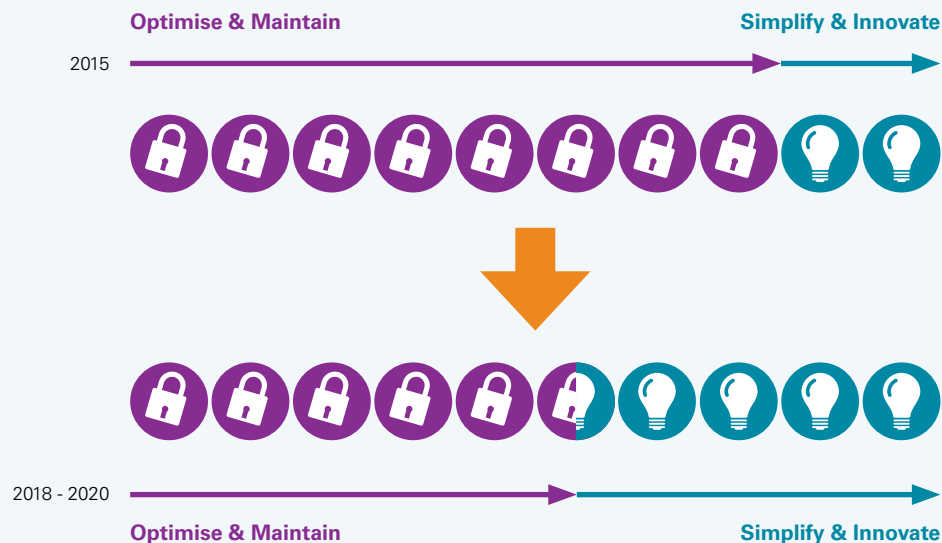 Optimise & Maintain
Simplify & Innovate
2015
2018 - 2020
Optimise & Maintain
Simplify & Innovate